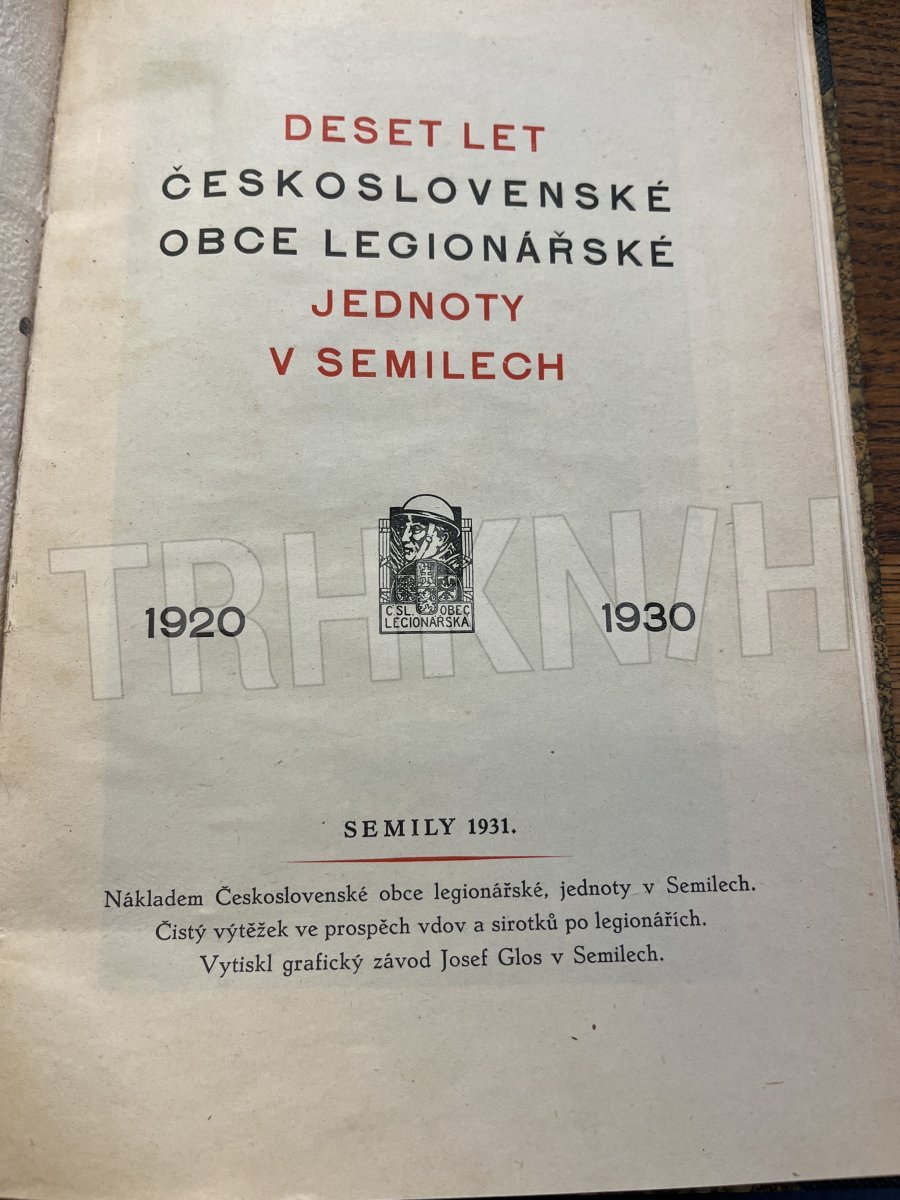 DESET LET
ČESKOSLOVENSKÉ
OBCE LEGIONÁŘSKÉ
JEDNOTY
V SEMILECH
1920
ČSL. OBEC
LEGIONÁŘSKÁ
1930
TRHKNIH
SEMILY 1931.
Nákladem Československé obce legionářské, jednoty v Semilech.
Čistý výtěžek ve prospěch vdov a sirotků po legionářích.
Vytiskl grafický závod Josef Glos v Semilech.